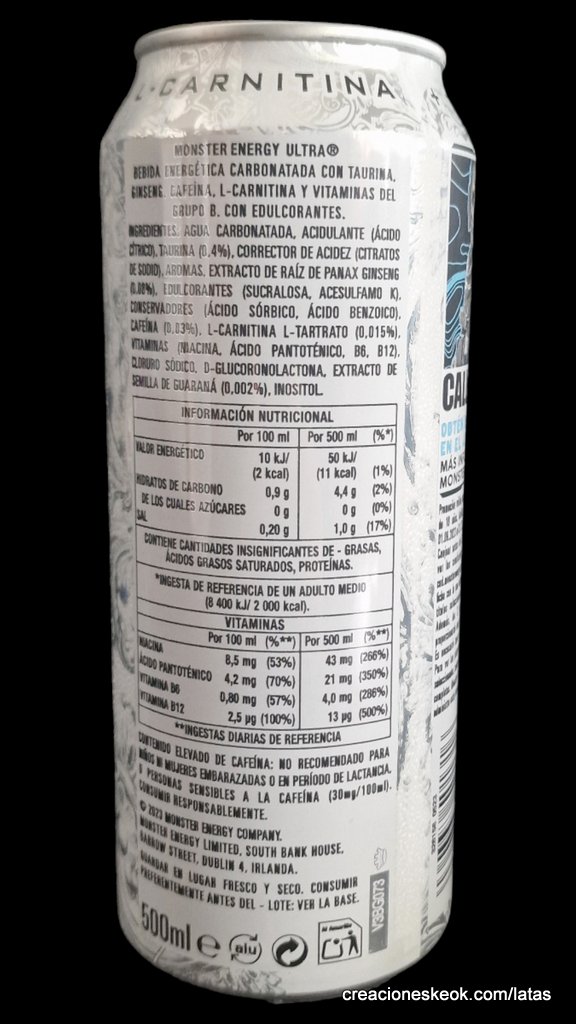 L-CARNITINA +
MONSTER ENERGY ULTRA®
BEBIDA ENERGÉTICA CARBONATADA CON TAURINA,
GINSENG, CAFEÍNA, L-CARNITINA Y VITAMINAS DEL
GRUPO B. CON EDULCORANTES.
INGREDIENTES: AGUA CARBONATADA, ACIDULANTE (ÁCIDO
CÍTRICO), TAURINA (0,4%), CORRECTOR DE ACIDEZ (CITRATOS
DE SODIO), AROMAS, EXTRACTO DE RAÍZ DE PANAX GINSENG
(0,08%), EDULCORANTES (SUCRALOSA, ACESULFAMO K),
CONSERVADORES (ÁCIDO SÓRBICO, ÁCIDO BENZOICO),
CAFEÍNA (0,03%), L-CARNITINA L-TARTRATO (0,015%),
VITAMINAS (NIACINA, ÁCIDO PANTOTÉNICO, B6, B12),
CLORURO SÓDICO, D-GLUCORONOLACTONA, EXTRACTO DE
SEMILLA DE GUARANÁ (0,002%), INOSITOL.
INFORMACIÓN NUTRICIONAL
Por 100 ml Por 500 ml (%*)
VALOR ENERGÉTICO 10 kJ/ 50 kJ/
(2 kcal) (11 kcal) (1%)
HIDRATOS DE CARBONO 0,9 g 4,4 g (2%)
DE LOS CUALES AZÚCARES 0 g 0 g (0%)
SAL 0,20 g 1,0 g (17%)
CONTIENE CANTIDADES INSIGNIFICANTES DE - GRASAS,
ÁCIDOS GRASOS SATURADOS, PROTEÍNAS.
*INGESTA DE REFERENCIA DE UN ADULTO MEDIO
(8 400 kJ/ 2 000 kcal).
VITAMINAS
Por 100 ml (%**) Por 500 ml (%**)
NIACINA 8,5 mg (53%) 43 mg (266%)
ÁCIDO PANTOTÉNICO 4,2 mg (70%) 21 mg (350%)
VITAMINA B6 0,80 mg (57%) 4,0 mg (286%)
VITAMINA B12 2,5 µg (100%) 13 µg (500%)
**INGESTAS DIARIAS DE REFERENCIA
CONTENIDO ELEVADO DE CAFEÍNA: NO RECOMENDADO PARA
NIÑOS NI MUJERES EMBARAZADAS O EN PERÍODO DE LACTANCIA,
O PERSONAS SENSIBLES A LA CAFEÍNA (30mg/100ml).
CONSUMIR RESPONSABLEMENTE.
© 2023 MONSTER ENERGY COMPANY.
MONSTER ENERGY LIMITED, SOUTH BANK HOUSE,
BARROW STREET, DUBLIN 4, IRLANDA.
GUARDAR EN LUGAR FRESCO Y SECO. CONSUMIR
PREFERENTEMENTE ANTES DEL - LOTE: VER LA BASE.
500ml e alu
V3BG073
CAL
OBTEN
EN EL
MÁS IN
MONS
creacioneskeok.com/latas